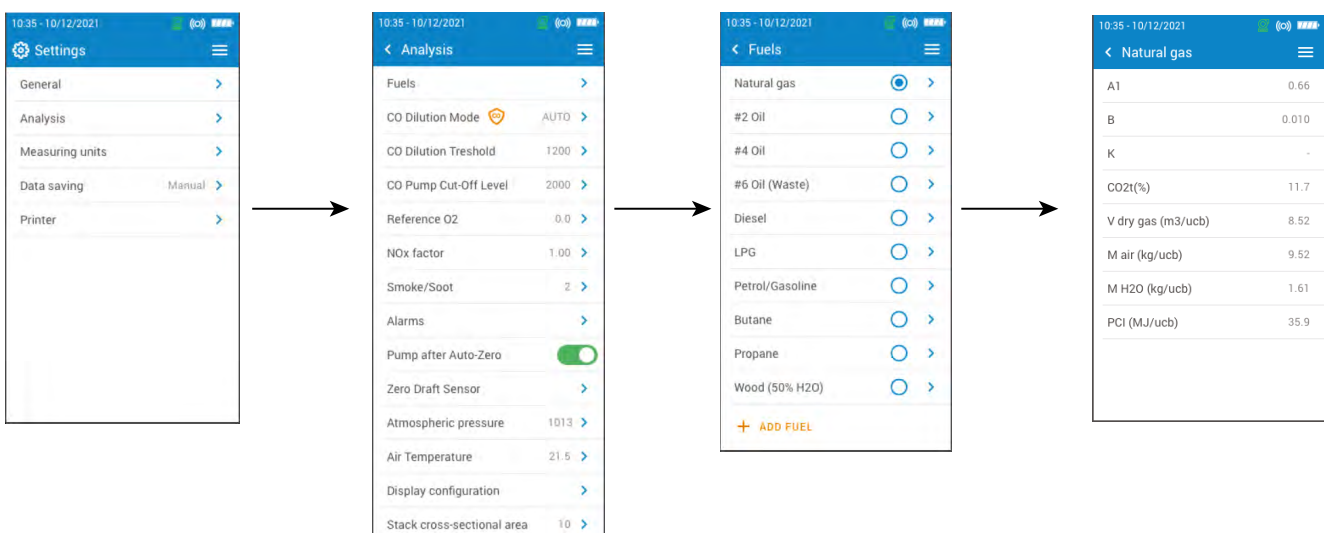 10:35 - 10/12/2021
Settings
General
Analysis
Measuring units
Data saving Manual
Printer
10:35 - 10/12/2021
Analysis
Fuels
CO Dilution Mode CO AUTO
CO Dilution Treshold 1200
CO Pump Cut-Off Level 2000
Reference O2 0.0
NOx factor 1.00
Smoke/Soot 2
Alarms
Pump after Auto-Zero
Zero Draft Sensor
Atmospheric pressure 1013
Air Temperature 21.5
Display configuration
Stack cross-sectional area 10
10:35 - 10/12/2021
Fuels
Natural gas
#2 Oil
#4 Oil
#6 Oil (Waste)
Diesel
LPG
Petrol/Gasoline
Butane
Propane
Wood (50% H2O)
+ ADD FUEL
10:35 - 10/12/2021
Natural gas
A1 0.66
B 0.010
K -
CO2t(%) 11.7
V dry gas (m3/ucb) 8.52
M air (kg/ucb) 9.52
M H2O (kg/ucb) 1.61
PCI (MJ/ucb) 35.9